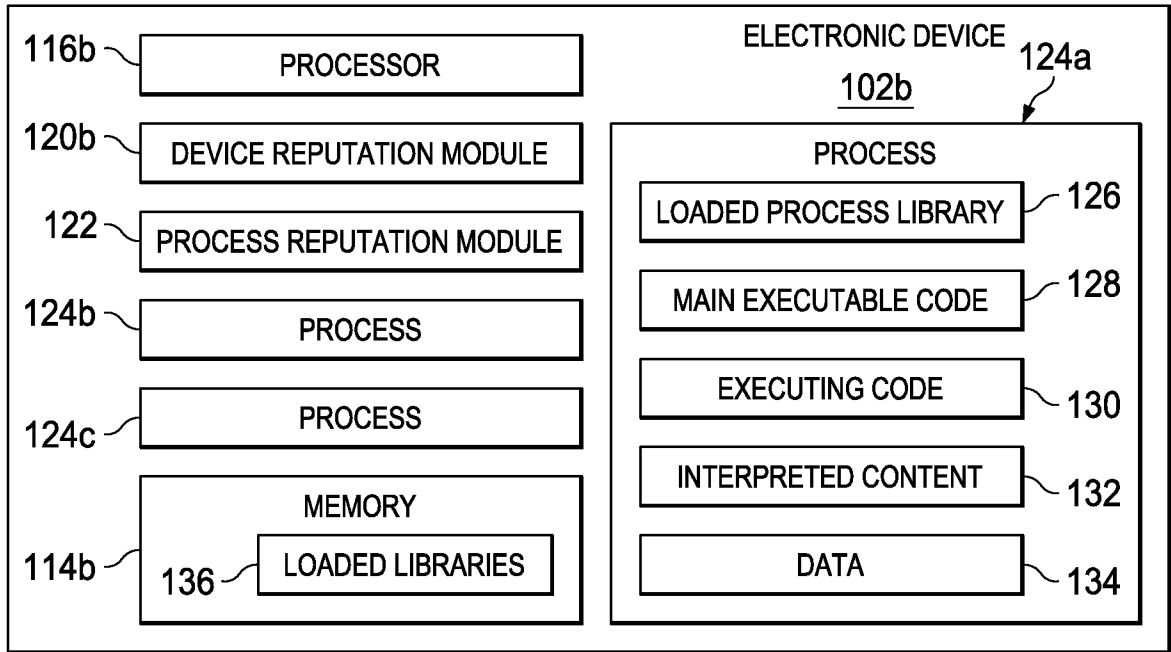 116b
PROCESSOR
120b
DEVICE REPUTATION MODULE
122
PROCESS REPUTATION MODULE
124b
PROCESS
124c
PROCESS
114b
MEMORY
136
LOADED LIBRARIES
ELECTRONIC DEVICE
102b
124a
PROCESS
LOADED PROCESS LIBRARY
126
MAIN EXECUTABLE CODE
128
EXECUTING CODE
130
INTERPRETED CONTENT
132
DATA
134